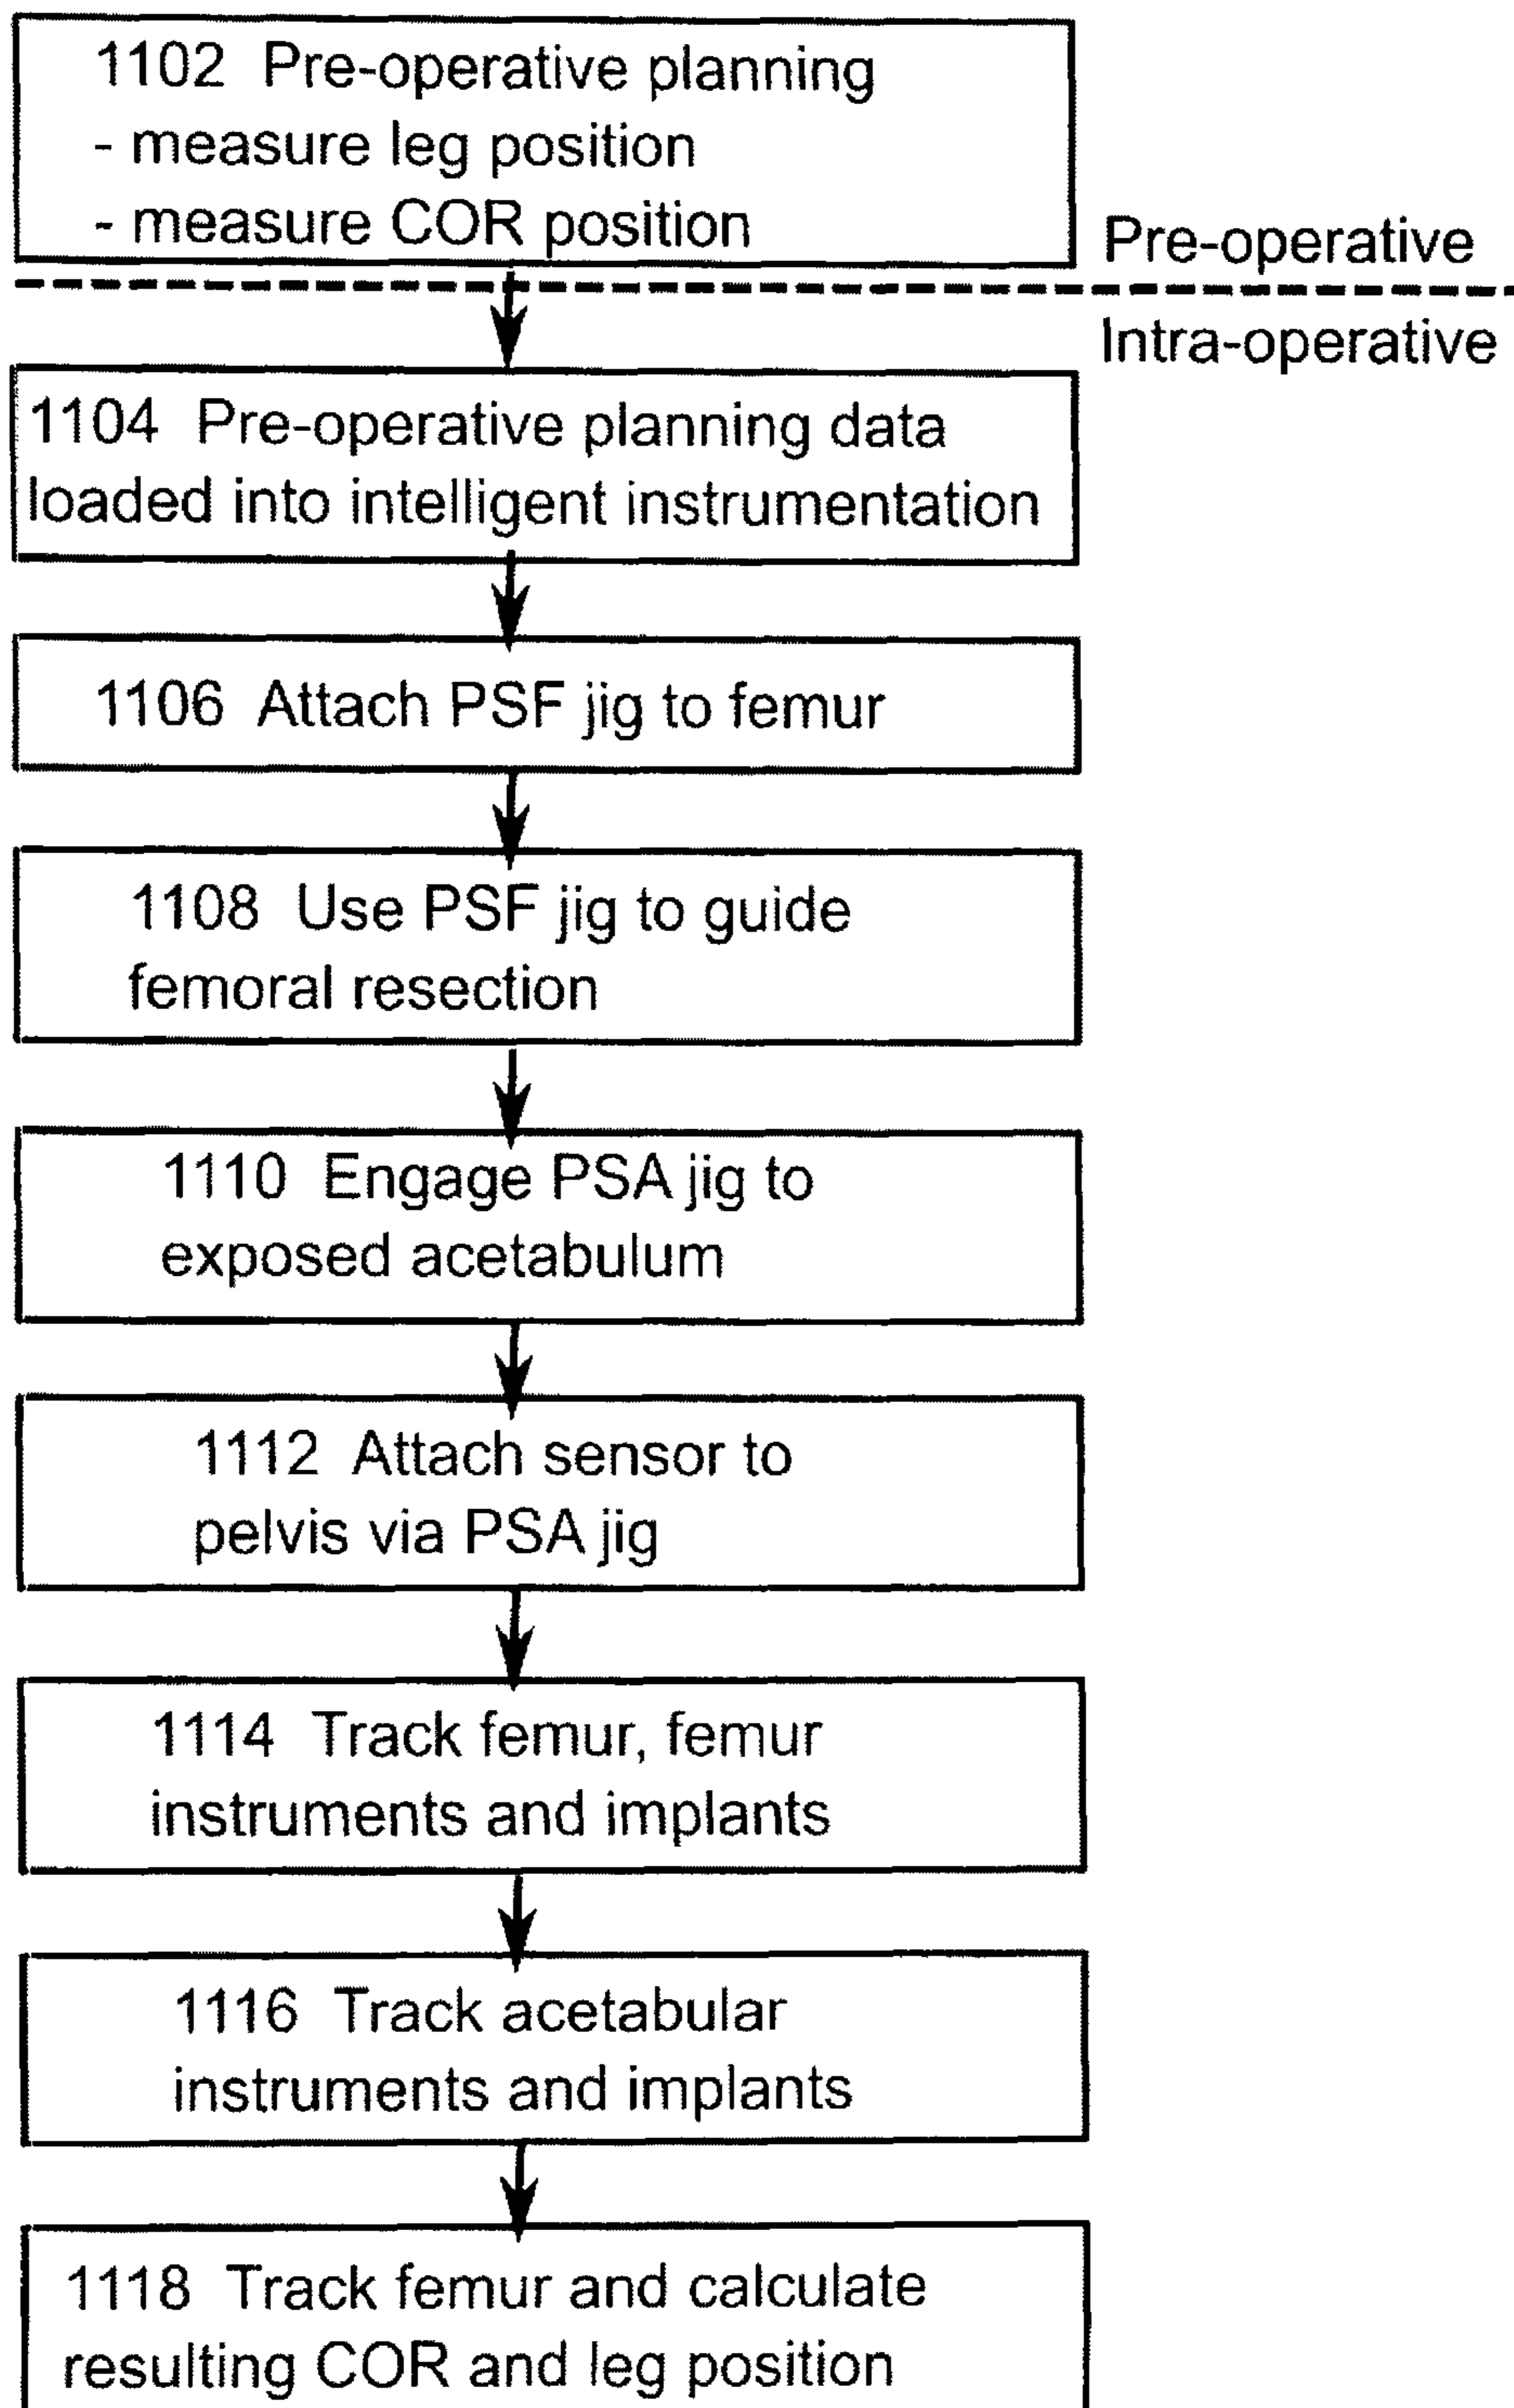 1102 Pre-operative planning
- measure leg position
- measure COR position
Pre-operative
Intra-operative
1104 Pre-operative planning data
loaded into intelligent instrumentation
1106 Attach PSF jig to femur
1108 Use PSF jig to guide
femoral resection
1110 Engage PSA jig to
exposed acetabulum
1112 Attach sensor to
pelvis via PSA jig
1114 Track femur, femur
instruments and implants
1116 Track acetabular
instruments and implants
1118 Track femur and calculate
resulting COR and leg position